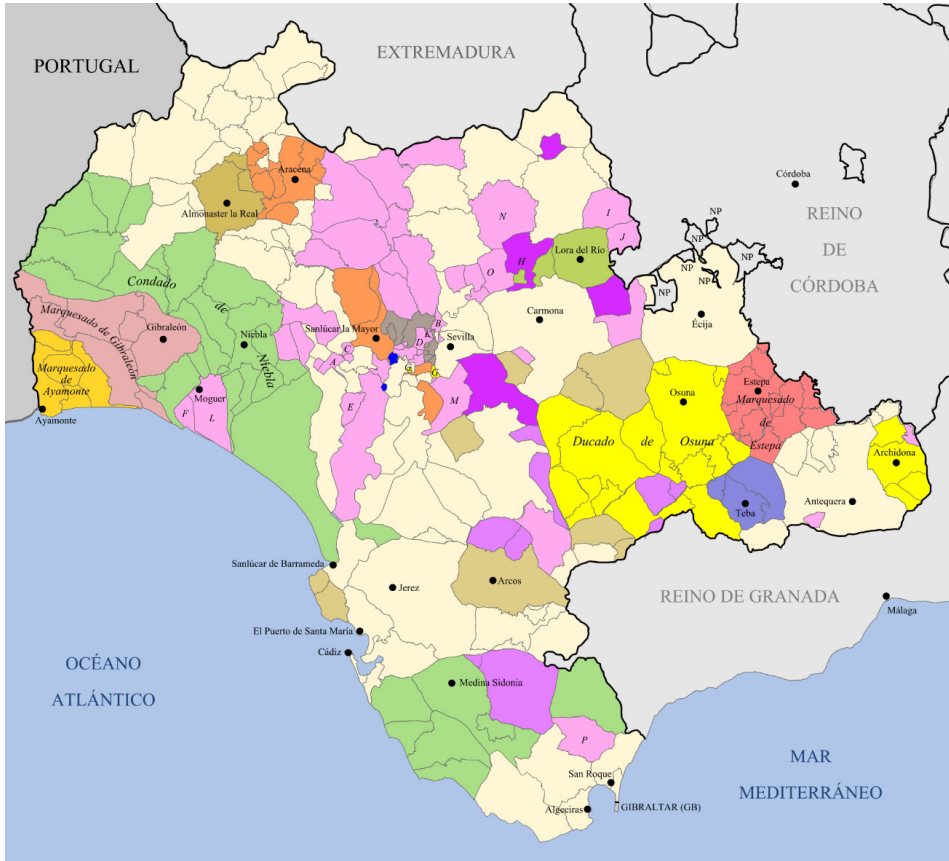 EXTREMADURA
PORTUGAL
Aracena
Córdoba
Almonaster la Real
N
I
J
NP
REINO
DE
CÓRDOBA
NP
Lora del Río
NP
NP
NP
NP
H
O
Condado
de
Niebla
Marquesado de
Gibraleón
Gibraleón
Niebla
Sanlúcar la Mayor
B
K
D
C
A
Sevilla
Carmona
Écija
Marquesado
de
Ayamonte
Ayamonte
Moguer
F
L
E
G
G
M
Osuna
Ducado de Osuna
Estepa
Marquesado
de
Estepa
Archidona
Teba
Antequera
Sanlúcar de Barrameda
Jerez
Arcos
REINO DE GRANADA
Málaga
El Puerto de Santa María
Cádiz
OCÉANO
ATLÁNTICO
Medina Sidonia
P
San Roque
Algeciras
GIBRALTAR (GB)
MAR
MEDITERRÁNEO